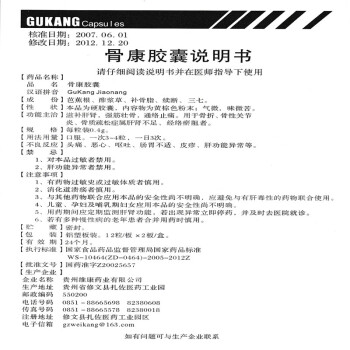 GUKANG Capsules
核准日期：2007.06.01
修改日期：2012.12.20
骨康胶囊说明书
请仔细阅读说明书并在医师指导下使用
【药品名称】
品 名 骨康胶囊
汉语拼音 GuKang Jiaonang
【成 份】芭蕉根、酢浆草、补骨脂、续断、三七。
【性 状】本品为硬胶囊，内容物为黄棕色粉末；气微，味微苦。
【功能主治】滋补肝肾，强筋壮骨，通络止痛。用于骨折、骨性关节
炎、骨质疏松症属肝肾不足、经络瘀阻者。
【规 格】每粒装0.4g。
【用法用量】口服，一次3~4粒，一日3次。
【不良反应】头痛、恶心、呕吐、肠胃不适、皮疹、肝功能异常等。
【禁 忌】
1、对本品过敏者禁用。
2、肝功能异常者禁用。
【注意事项】
1、有药物过敏史或过敏体质者慎用。
2、消化道溃疡者慎用。
3、与其他药物联合应用本品的安全性尚不明确，应避免与有肝毒性的药物联合使用。
4、儿童、孕妇及哺乳期妇女应用本品的安全性尚不明确。
5、用药期间应定期监测肝肾功能，若出现异常立即停药，并及时去医院就诊。
6、若有多种慢性病的老年患者合并用药时慎用。
【贮 藏】密封。
【包 装】铝塑板装，12粒/板×2板/盒。
【有 效 期】24个月。
【执行标准】国家食品药品监督管理局国家药品标准
WS-10464(ZD-0464)-2005-2012Z
【批准文号】国药准字Z20025657
【生产企业】
企业名称 贵州维康药业有限公司
生产地址 贵州省修文县扎佐医药工业园
邮政编码 550200
电话号码 0851-88665698 82380608
传真号码 0851-88665578 82380018
注册地址 修文县扎佐医药工业园
电子信箱 gzweikang@163.com
如有问题可与生产企业联系